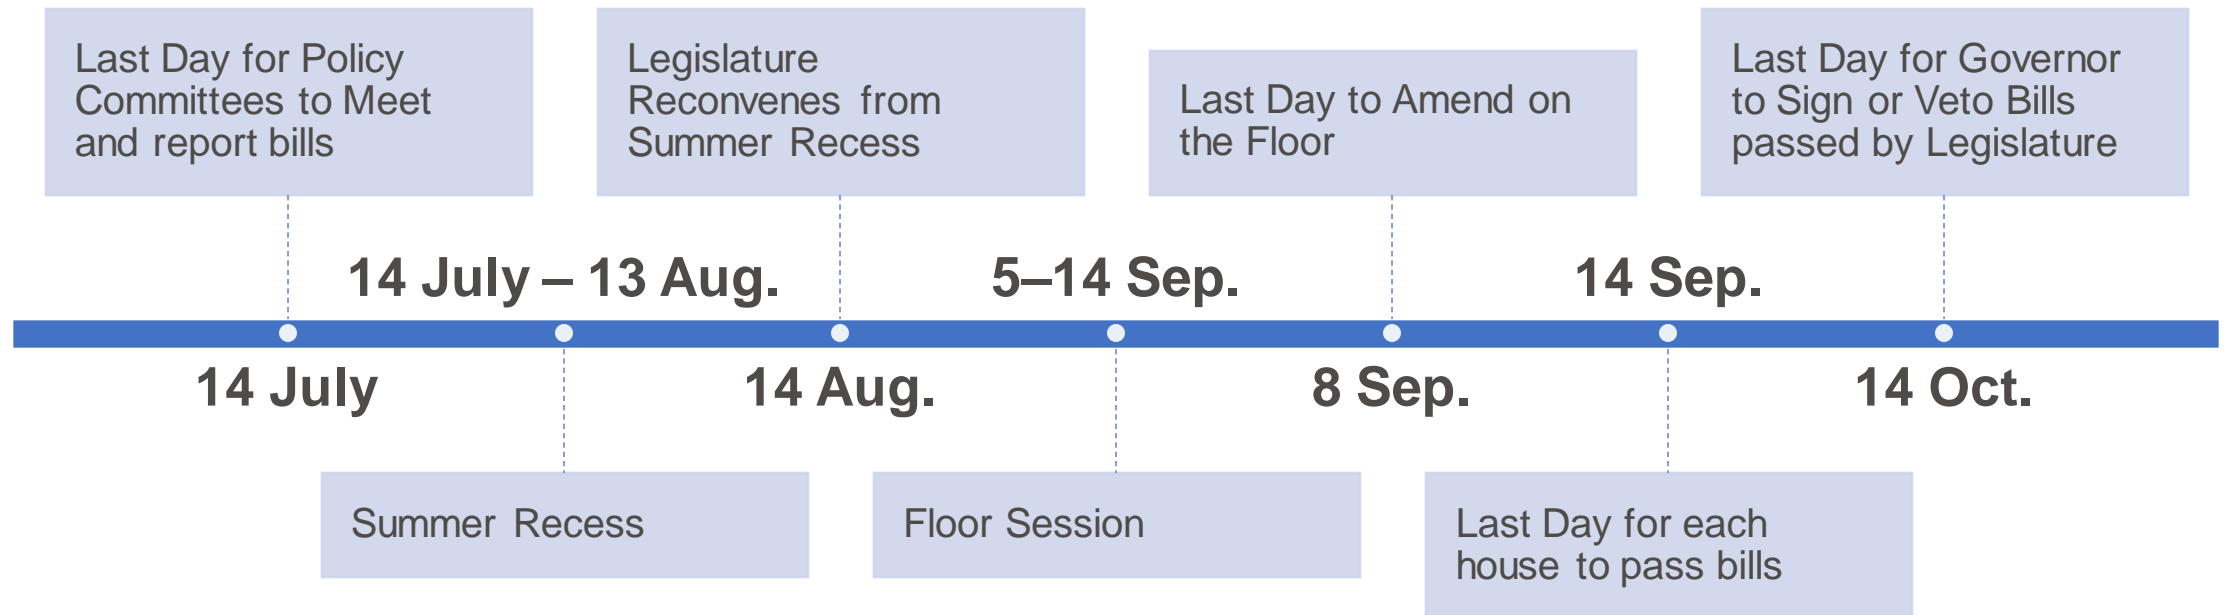 Last Day for Policy
Committees to Meet
and report bills
Legislature
Reconvenes from
Summer Recess
Last Day to Amend on
the Floor
Last Day for Governor
to Sign or Veto Bills
passed by Legislature
14 July – 13 Aug.
5–14 Sep.
14 Sep.
14 July
14 Aug.
8 Sep.
14 Oct.
Summer Recess
Floor Session
Last Day for each
house to pass bills